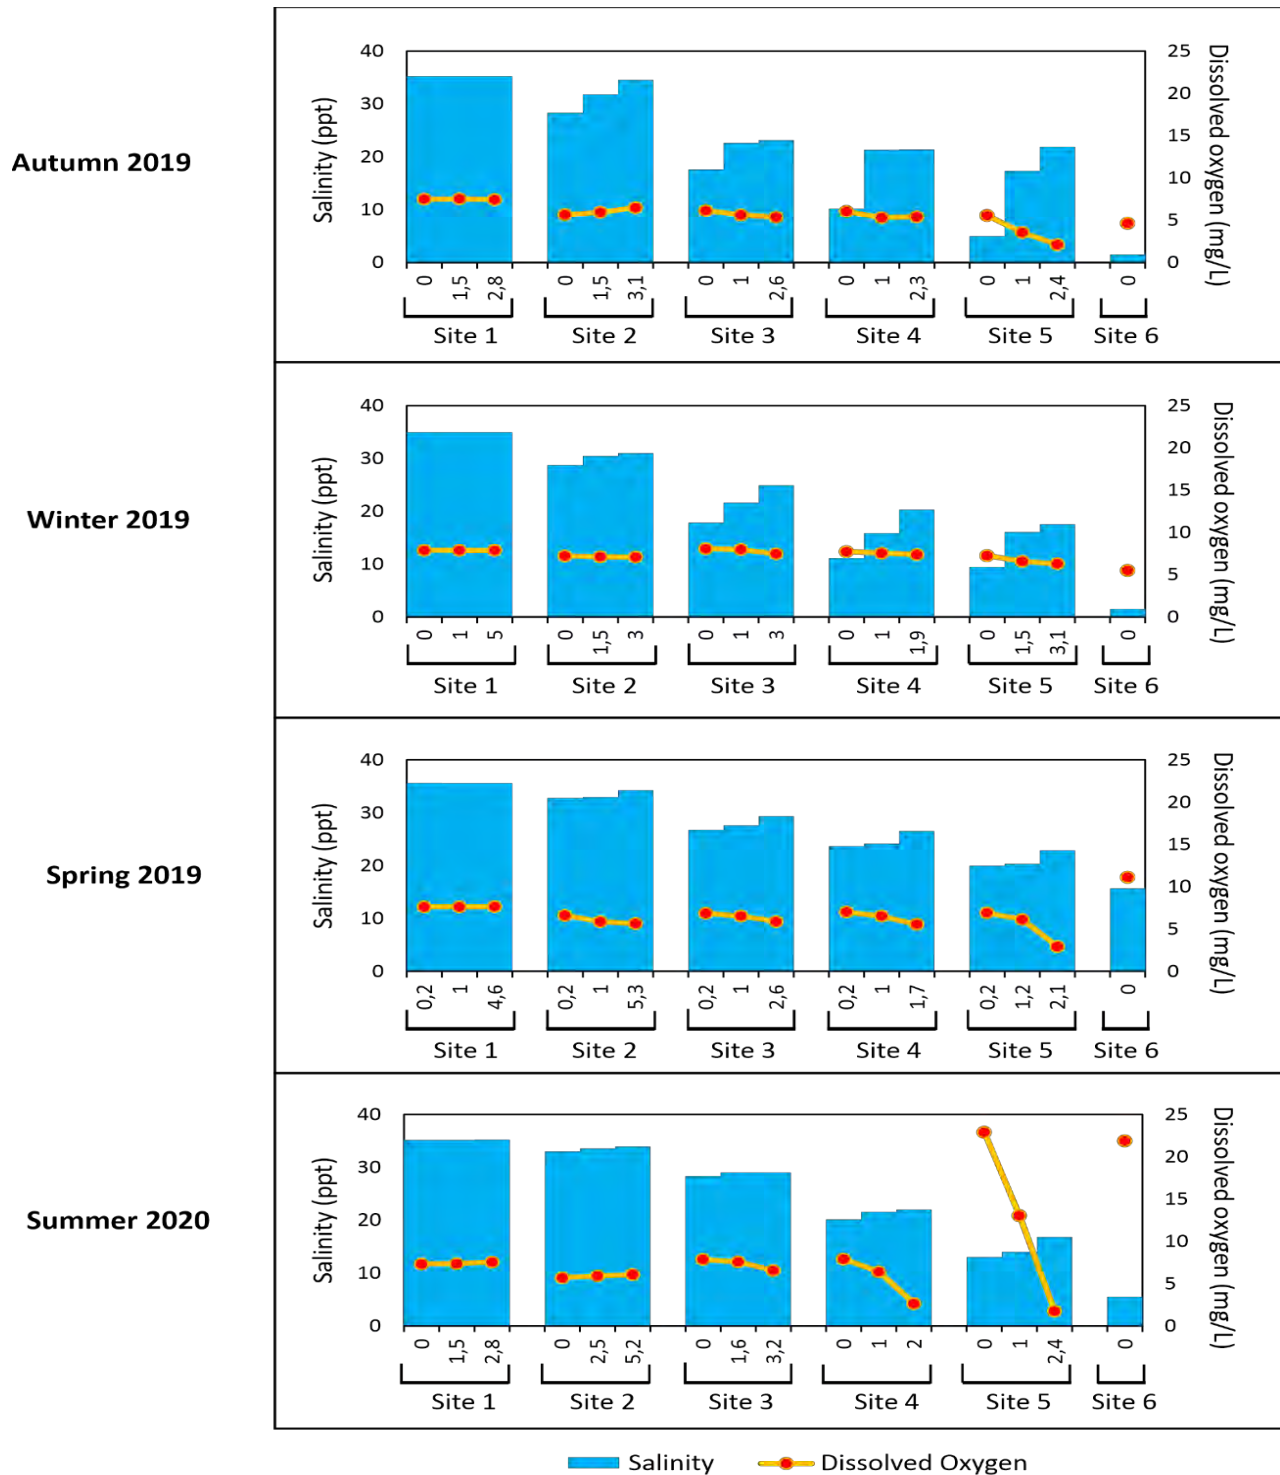 Autumn 2019
Salinity (ppt)
40
30
20
10
0
25
20
15
10
5
0
Dissolved oxygen (mg/L)
0 1,5 2,8 0 1,5 3,1 0 1 2,6 0 1 2,3 0 1 2,4 0
Site 1 Site 2 Site 3 Site 4 Site 5 Site 6
Winter 2019
Salinity (ppt)
40
30
20
10
0
25
20
15
10
5
0
Dissolved oxygen (mg/L)
0 1 5 0 1,5 3 0 1 3 0 1 1,9 0 1,5 3,1 0
Site 1 Site 2 Site 3 Site 4 Site 5 Site 6
Spring 2019
Salinity (ppt)
40
30
20
10
0
25
20
15
10
5
0
Dissolved oxygen (mg/L)
0,2 1 4,6 0,2 1 5,3 0,2 1 2,6 0,2 1 1,7 0,2 1,2 2,1 0
Site 1 Site 2 Site 3 Site 4 Site 5 Site 6
Summer 2020
Salinity (ppt)
40
30
20
10
0
25
20
15
10
5
0
Dissolved oxygen (mg/L)
0 1,5 2,8 0 2,5 5,2 0 1,6 3,2 0 1 2 0 1 2,4 0
Site 1 Site 2 Site 3 Site 4 Site 5 Site 6
Salinity Dissolved Oxygen